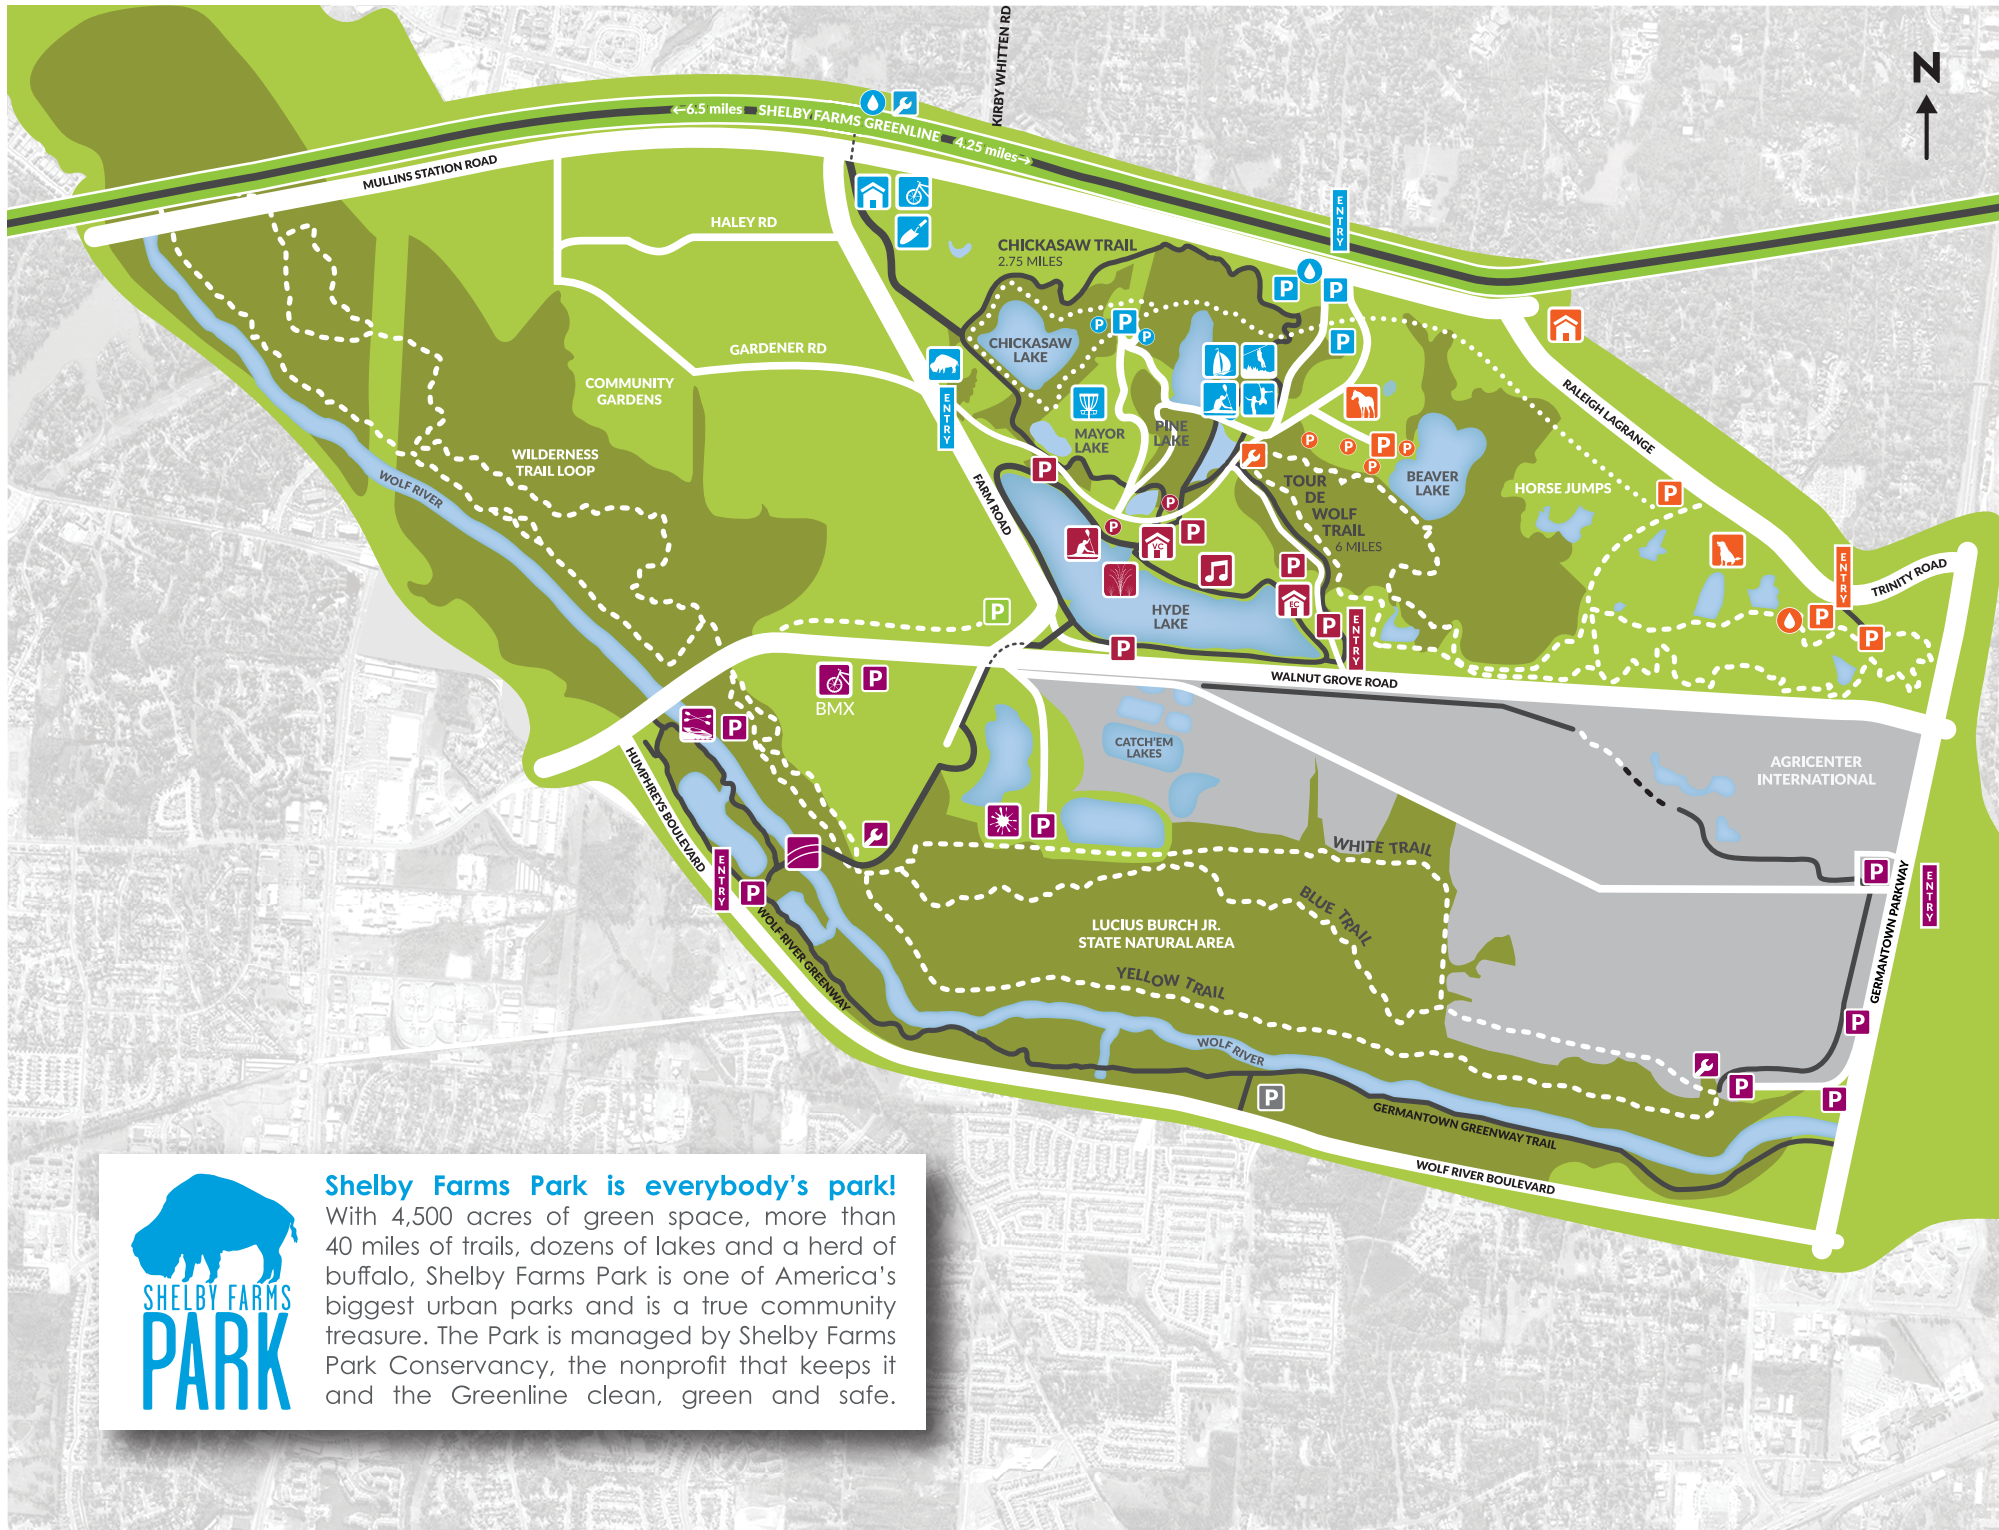 KIRBY WHITTEN RD
N
←6.5 miles
SHELBY FARMS GREENLINE
4.25 miles→
MULLINS STATION ROAD
HALEY RD
ENTRY
CHICKASAW TRAIL
2.75 MILES
P
P
P
P
P
P
CHICKASAW
LAKE
GARDENER RD
COMMUNITY
GARDENS
ENTRY
RALEIGH LAGRANGE
MAYOR
LAKE
PINE
LAKE
P
P
P
P
P
WILDERNESS
TRAIL LOOP
WOLF RIVER
FARM ROAD
P
TOUR
DE
WOLF
TRAIL
6 MILES
BEAVER
LAKE
HORSE JUMPS
P
P
P
P
VC
P
EC
HYDE
LAKE
P
P
P
ENTRY
ENTRY
TRINITY ROAD
P
P
WALNUT GROVE ROAD
BMX
P
P
HUMPHREYS BOULEVARD
CATCH'EM
LAKES
AGRICENTER
INTERNATIONAL
P
WHITE TRAIL
ENTRY
P
BLUE TRAIL
P
ENTRY
GERMANTOWN PARKWAY
WOLF RIVER GREENWAY
LUCIUS BURCH JR.
STATE NATURAL AREA
YELLOW TRAIL
P
WOLF RIVER
P
P
P
GERMANTOWN GREENWAY TRAIL
WOLF RIVER BOULEVARD
SHELBY FARMS
PARK
Shelby Farms Park is everybody's park!
With 4,500 acres of green space, more than
40 miles of trails, dozens of lakes and a herd of
buffalo, Shelby Farms Park is one of America's
biggest urban parks and is a true community
treasure. The Park is managed by Shelby Farms
Park Conservancy, the nonprofit that keeps it
and the Greenline clean, green and safe.